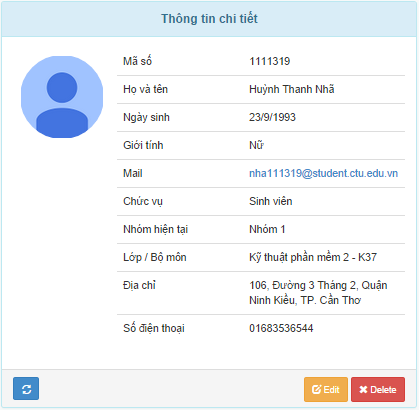 Thông tin chi tiết
Mã số 1111319
Họ và tên Huỳnh Thanh Nhã
Ngày sinh 23/9/1993
Giới tính Nữ
Mail nha111319@student.ctu.edu.vn
Chức vụ Sinh viên
Nhóm hiện tại Nhóm 1
Lớp / Bộ môn Kỹ thuật phần mềm 2 - K37
Địa chỉ 106, Đường 3 Tháng 2, Quận
Ninh Kiều, TP. Cần Thơ
Số điện thoại 01683536544
Edit Delete